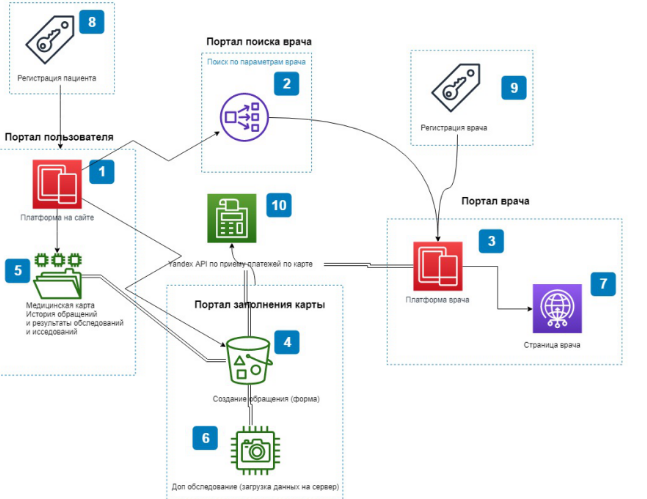 8
Регистрация пациента
Портал поиска врача
Поиск по параметрам врача
2
9
Регистрация врача
Портал пользователя
1
Платформа на сайте
10
Портал врача
3
Платформа врача
5
Yandex API по приему платежей по карте
7
Страница врача
Медицинская карта
История обращений
и результаты обследований
и исседований
Портал заполнения карты
4
Создание обращения (форма)
6
Доп обследование (загрузка данных на сервер)